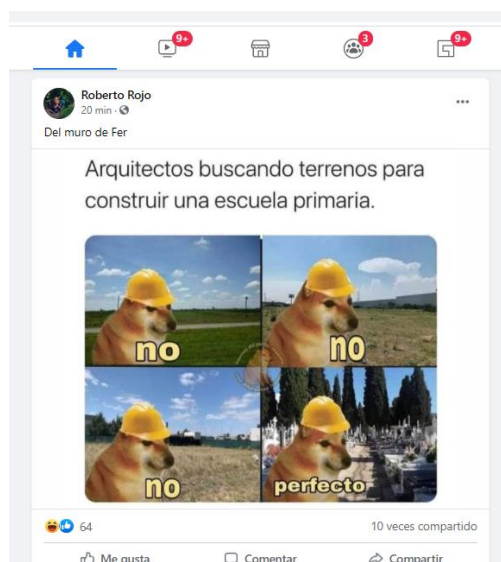 9+
3
9+
Roberto Rojo
20 min ·
Del muro de Fer
Arquitectos buscando terrenos para
construir una escuela primaria.
no
no
no
perfecto
64
10 veces compartido
Me gusta
Comentar
Compartir